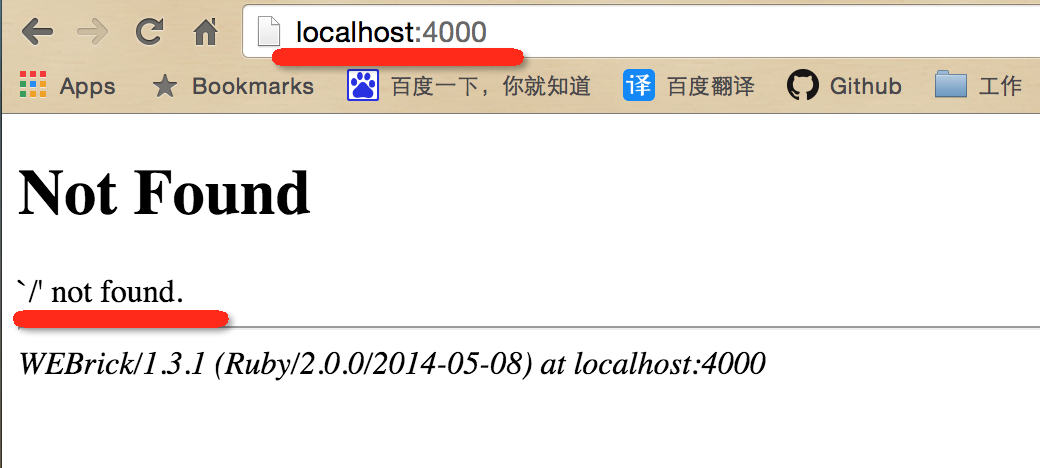 localhost:4000
Apps Bookmarks 百度一下，你就知道 译 百度翻译 Github 工作
Not Found
`/' not found.
WEBrick/1.3.1 (Ruby/2.0.0/2014-05-08) at localhost:4000